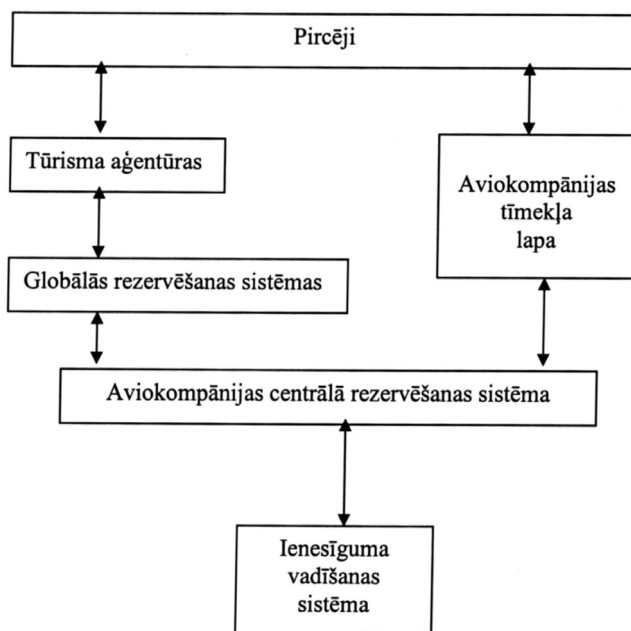 Pircēji
Tūrisma aģentūras
Aviokompānijas
tīmekļa
lapa
Globālās rezervēšanas sistēmas
Aviokompānijas centrālā rezervēšanas sistēma
Ienesīguma
vadīšanas
sistēma